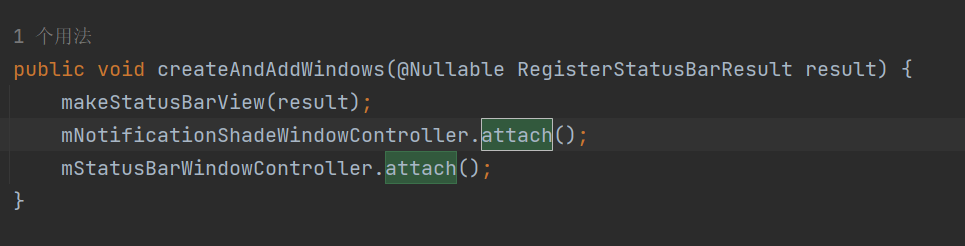 1 个用法
public void createAndAddWindows(@Nullable RegisterStatusBarResult result) {
    makeStatusBarView(result);
    mNotificationShadeWindowController.attach();
    mStatusBarWindowController.attach();
}